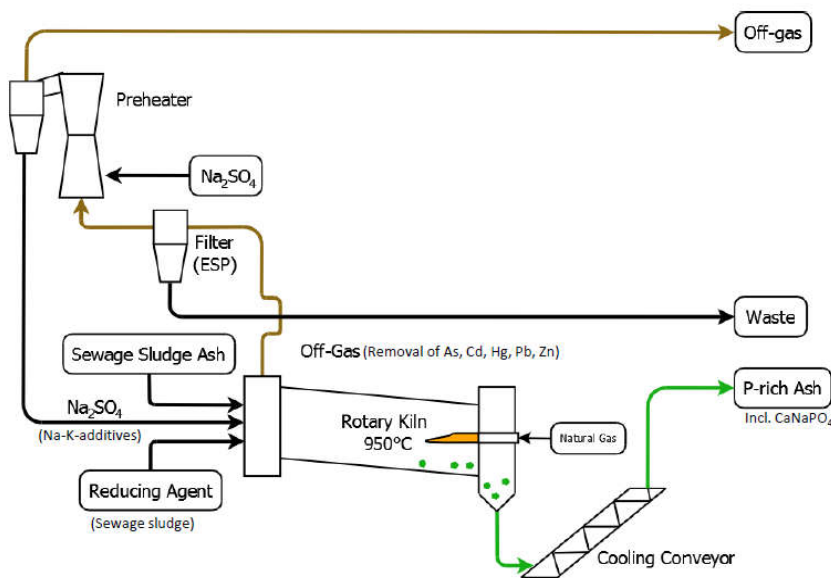 Off-gas
Preheater
Na₂SO₄
Filter
(ESP)
Waste
Sewage Sludge Ash
Off-Gas (Removal of As, Cd, Hg, Pb, Zn)
P-rich Ash
Incl. CaNaPO₄
Na₂SO₄
(Na-K-additives)
Rotary Kiln
950°C
Natural Gas
Reducing Agent
(Sewage sludge)
Cooling Conveyor